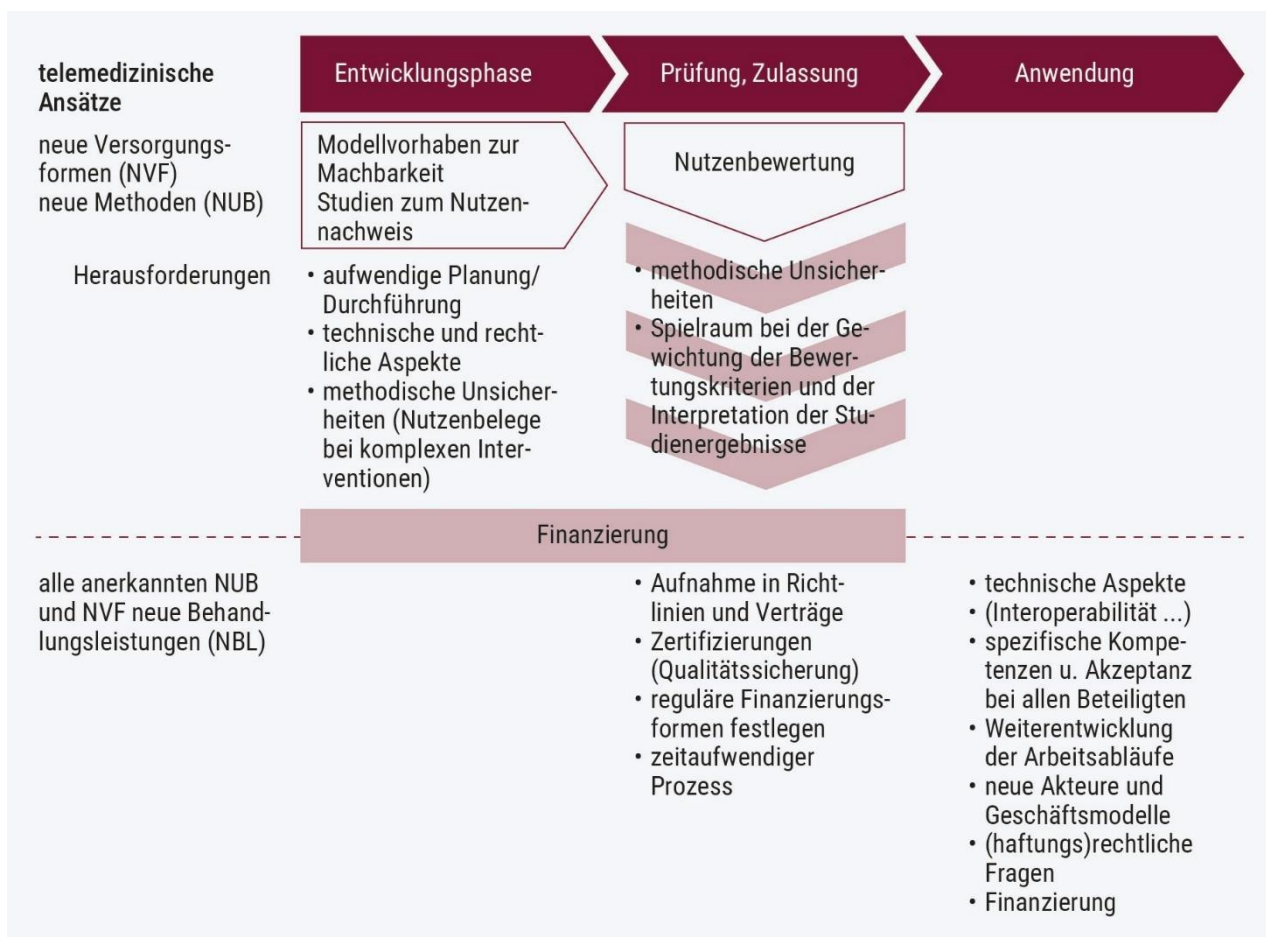 telemedizinische
Ansätze
Entwicklungsphase
Prüfung, Zulassung
Anwendung
neue Versorgungs-
formen (NVF)
neue Methoden (NUB)
Modellvorhaben zur
Machbarkeit
Studien zum Nutzen-
nachweis
Nutzenbewertung
Herausforderungen
• aufwendige Planung/
Durchführung
• technische und recht-
liche Aspekte
• methodische Unsicher-
heiten (Nutzenbelege
bei komplexen Inter-
ventionen)
• methodische Unsicher-
heiten
• Spielraum bei der Ge-
wichtung der Bewer-
tungskriterien und der
Interpretation der Stu-
dienergebnisse
Finanzierung
alle anerkannten NUB
und NVF neue Behand-
lungsleistungen (NBL)
• Aufnahme in Richt-
linien und Verträge
• Zertifizierungen
(Qualitätssicherung)
• reguläre Finanzierungs-
formen festlegen
• zeitaufwendiger
Prozess
• technische Aspekte
• (Interoperabilität ...)
• spezifische Kompe-
tenzen u. Akzeptanz
bei allen Beteiligten
• Weiterentwicklung
der Arbeitsabläufe
• neue Akteure und
Geschäftsmodelle
• (haftungs)rechtliche
Fragen
• Finanzierung